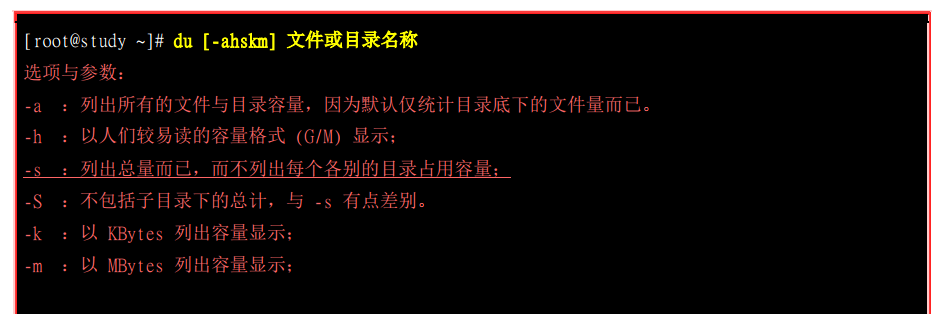 [root@study ~]# du [-ahskm] 文件或目录名称
选项与参数：
-a ：列出所有的文件与目录容量，因为默认仅统计目录底下的文件量而已。
-h ：以人们较易读的容量格式 (G/M) 显示；
-s ：列出总量而已，而不列出每个各别的目录占用容量；
-S ：不包括子目录下的总计，与 -s 有点差别。
-k ：以 KBytes 列出容量显示；
-m ：以 MBytes 列出容量显示；